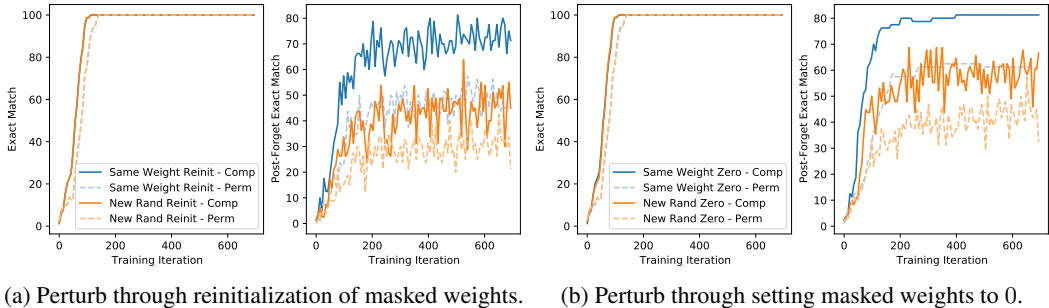 100
80
60
40
20
0
Exact Match
0
200
400
600
Training Iteration
Same Weight Reinit - Comp
Same Weight Reinit - Perm
New Rand Reinit - Comp
New Rand Reinit - Perm
80
70
60
50
40
30
20
10
0
Post-Forget Exact Match
0
200
400
600
Training Iteration
(a) Perturb through reinitialization of masked weights.
100
80
60
40
20
0
Exact Match
0
200
400
600
Training Iteration
Same Weight Zero - Comp
Same Weight Zero - Perm
New Rand Zero - Comp
New Rand Zero - Perm
80
70
60
50
40
30
20
10
0
Post-Forget Exact Match
0
200
400
600
Training Iteration
(b) Perturb through setting masked weights to 0.